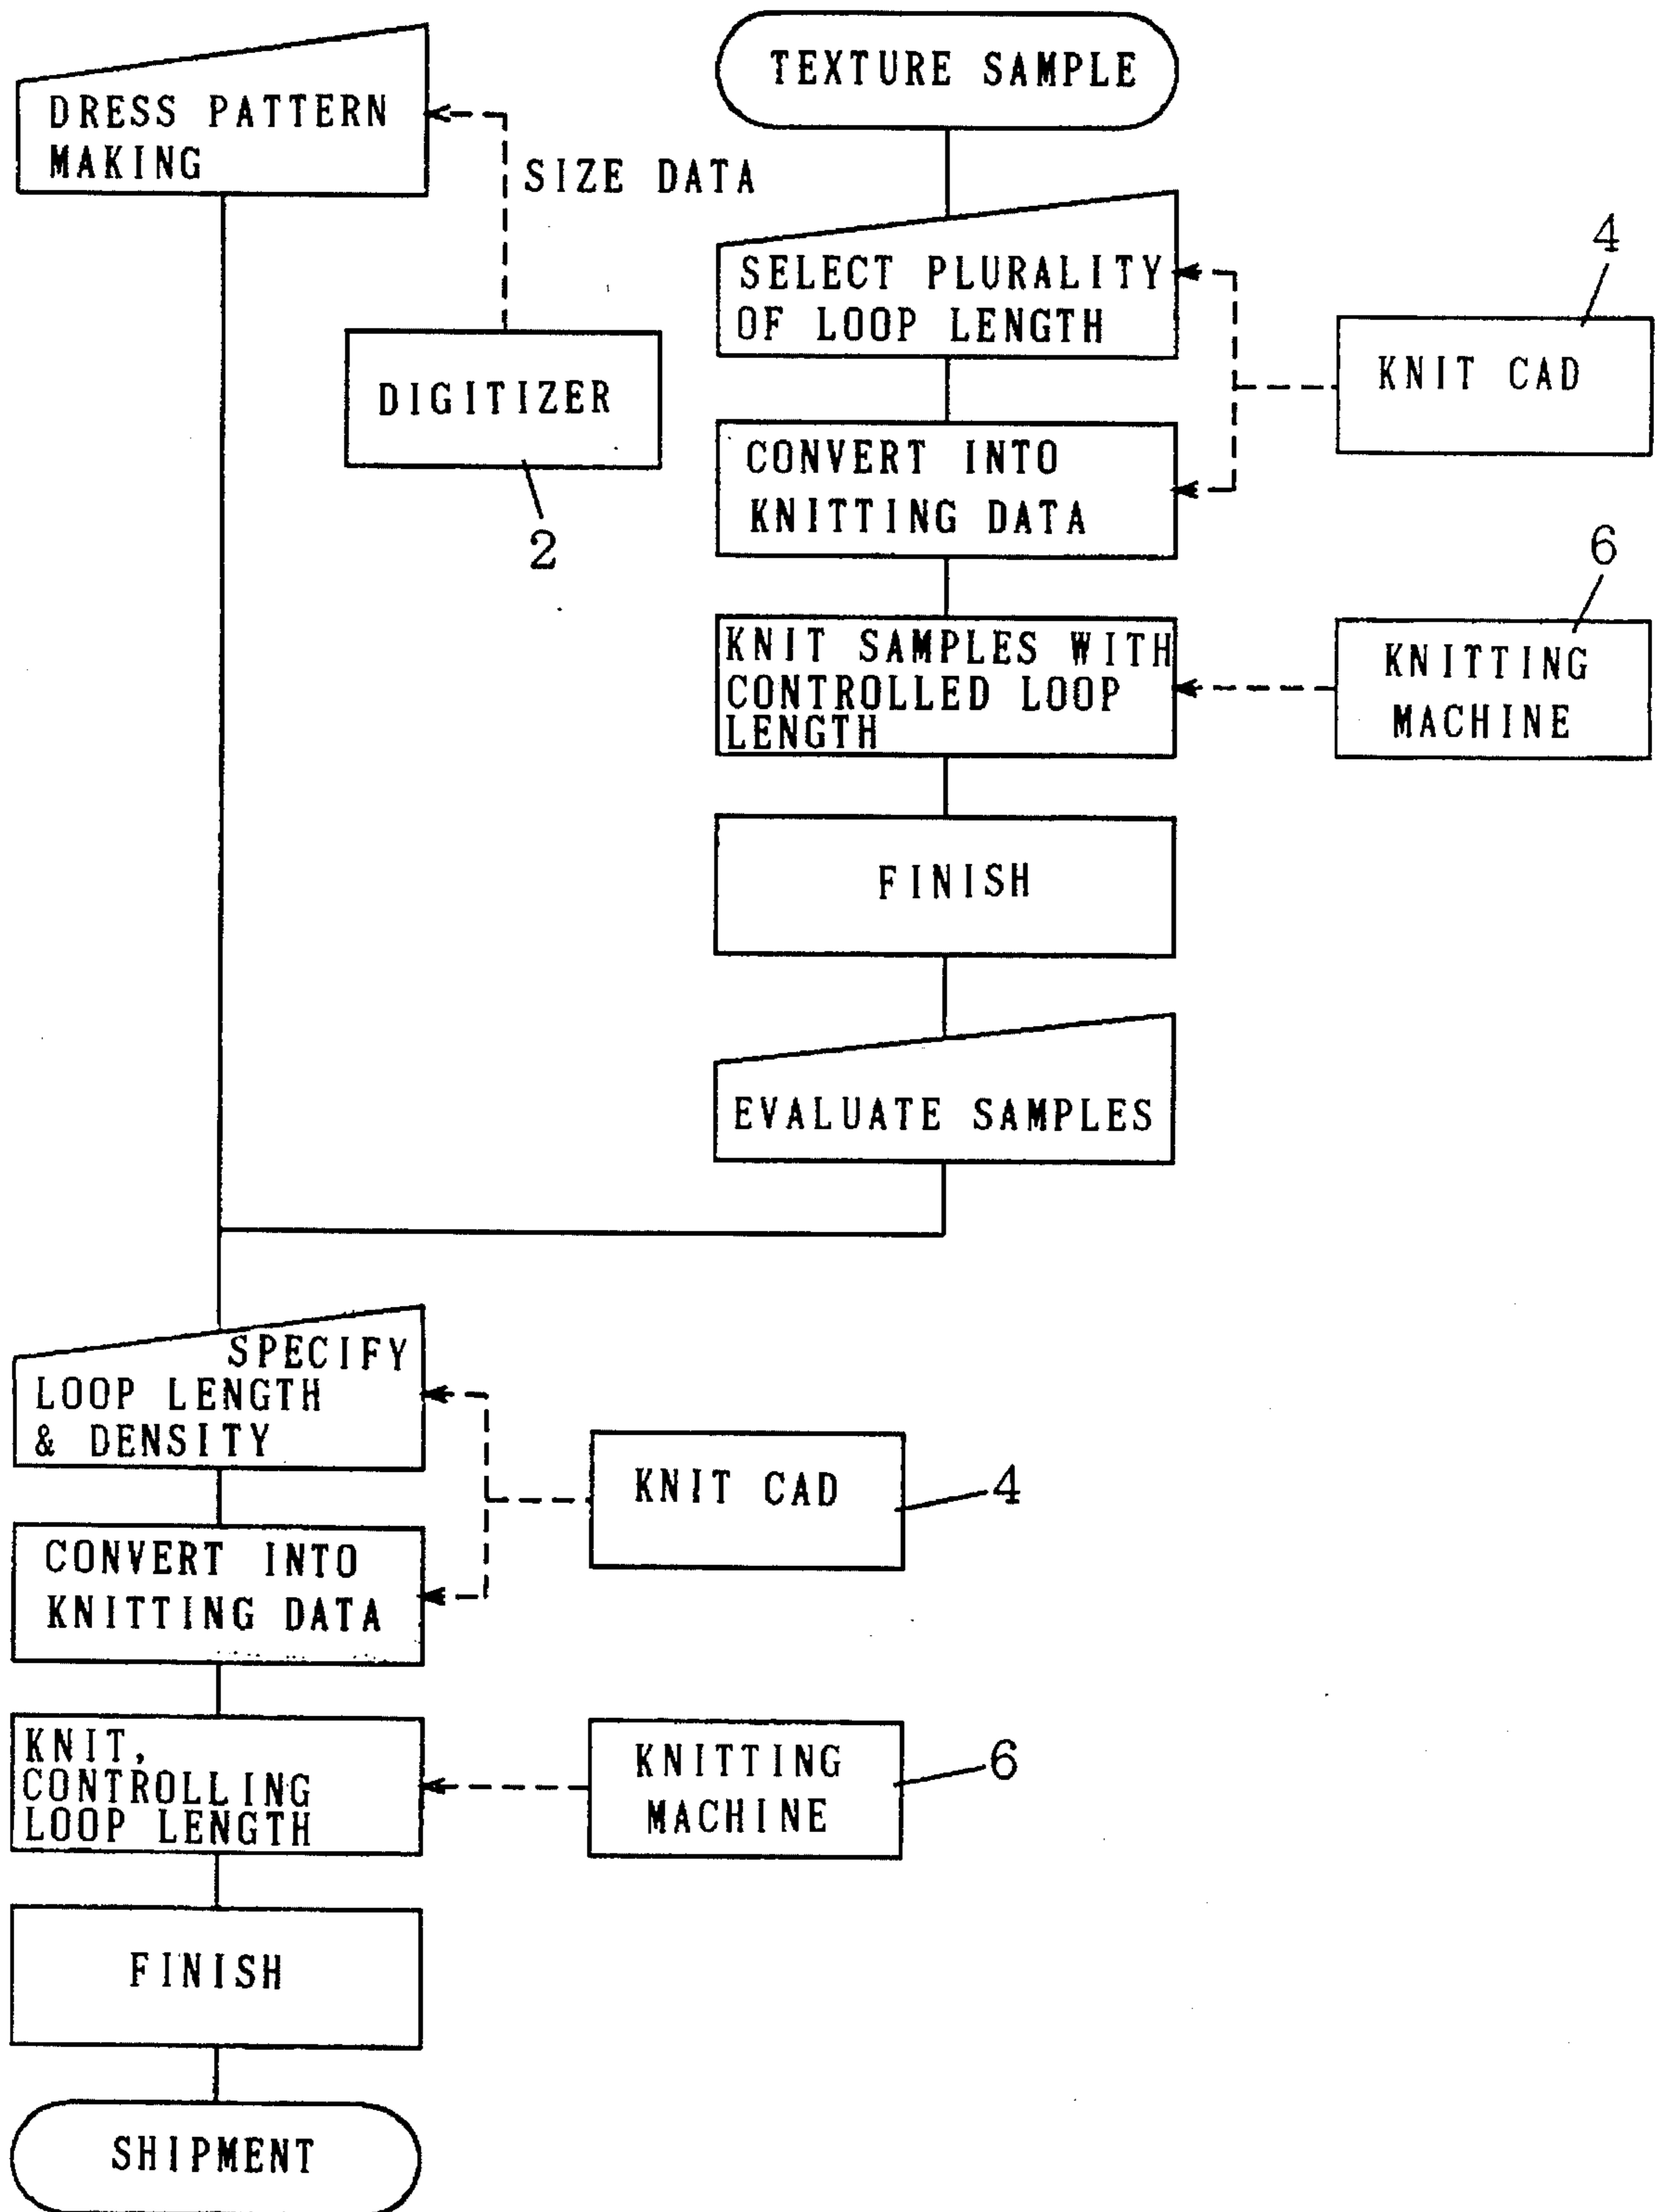 DRESS PATTERN
MAKING
SIZE DATA
DIGITIZER
2
TEXTURE SAMPLE
SELECT PLURALITY
OF LOOP LENGTH
4
KNIT CAD
CONVERT INTO
KNITTING DATA
6
KNIT SAMPLES WITH
CONTROLLED LOOP
LENGTH
KNITTING
MACHINE
FINISH
EVALUATE SAMPLES
SPECIFY
LOOP LENGTH
& DENSITY
KNIT CAD
4
CONVERT INTO
KNITTING DATA
KNIT,
CONTROLLING
LOOP LENGTH
KNITTING
MACHINE
6
FINISH
SHIPMENT